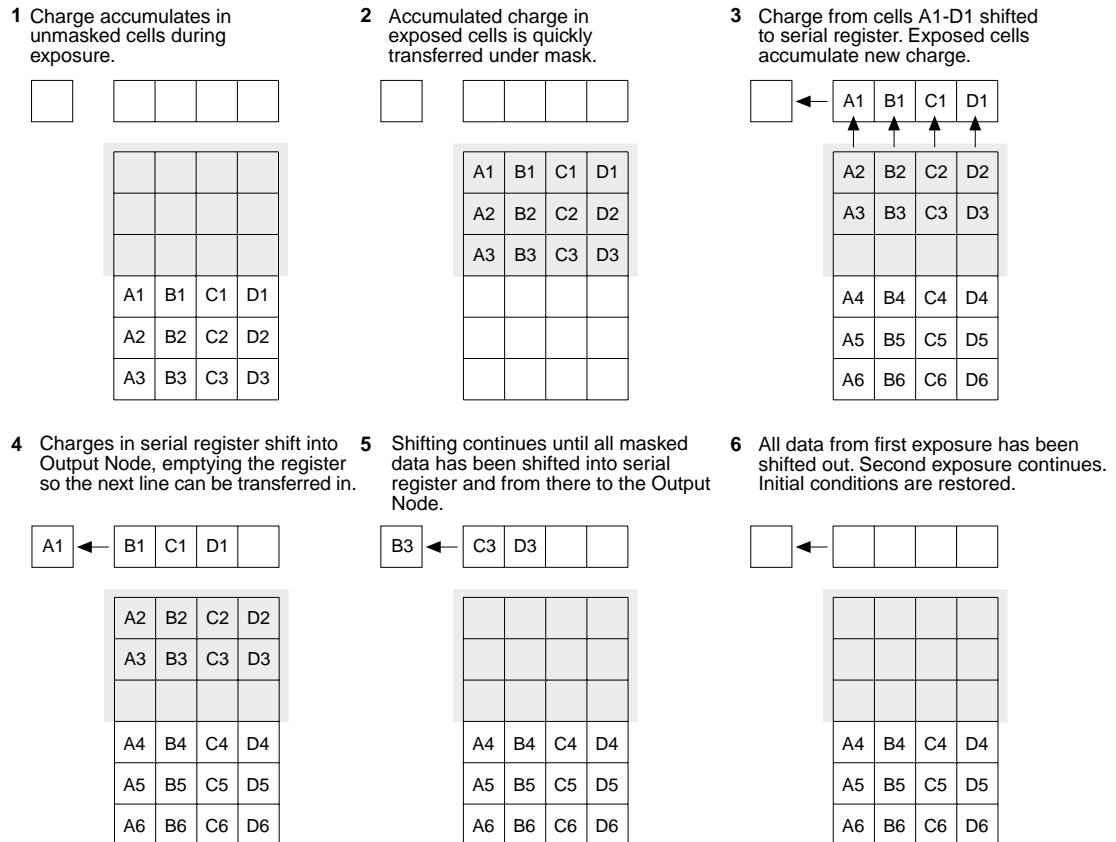 1 Charge accumulates in
unmasked cells during
exposure.
A1 B1 C1 D1
A2 B2 C2 D2
A3 B3 C3 D3
2 Accumulated charge in
exposed cells is quickly
transferred under mask.
A1 B1 C1 D1
A2 B2 C2 D2
A3 B3 C3 D3
3 Charge from cells A1-D1 shifted
to serial register. Exposed cells
accumulate new charge.
A1 B1 C1 D1
A2 B2 C2 D2
A3 B3 C3 D3
A4 B4 C4 D4
A5 B5 C5 D5
A6 B6 C6 D6
4 Charges in serial register shift into
Output Node, emptying the register
so the next line can be transferred in.
A1 B1 C1 D1
A2 B2 C2 D2
A3 B3 C3 D3
A4 B4 C4 D4
A5 B5 C5 D5
A6 B6 C6 D6
5 Shifting continues until all masked
data has been shifted into serial
register and from there to the Output
Node.
B3 C3 D3
A4 B4 C4 D4
A5 B5 C5 D5
A6 B6 C6 D6
6 All data from first exposure has been
shifted out. Second exposure continues.
Initial conditions are restored.
A4 B4 C4 D4
A5 B5 C5 D5
A6 B6 C6 D6